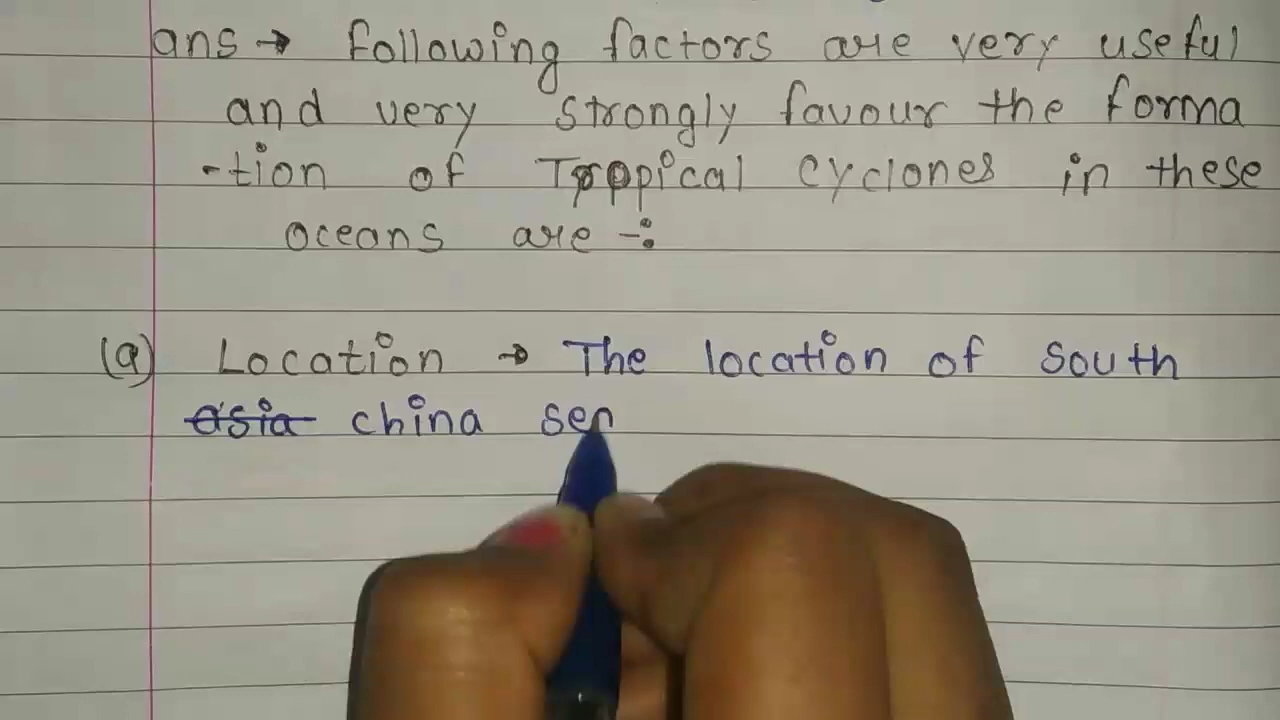 ans → Following factors are very useful
and very strongly favour the forma
-tion of Tropical cyclones in these
oceans are -:
(a) Location → The location of south
asia china sea